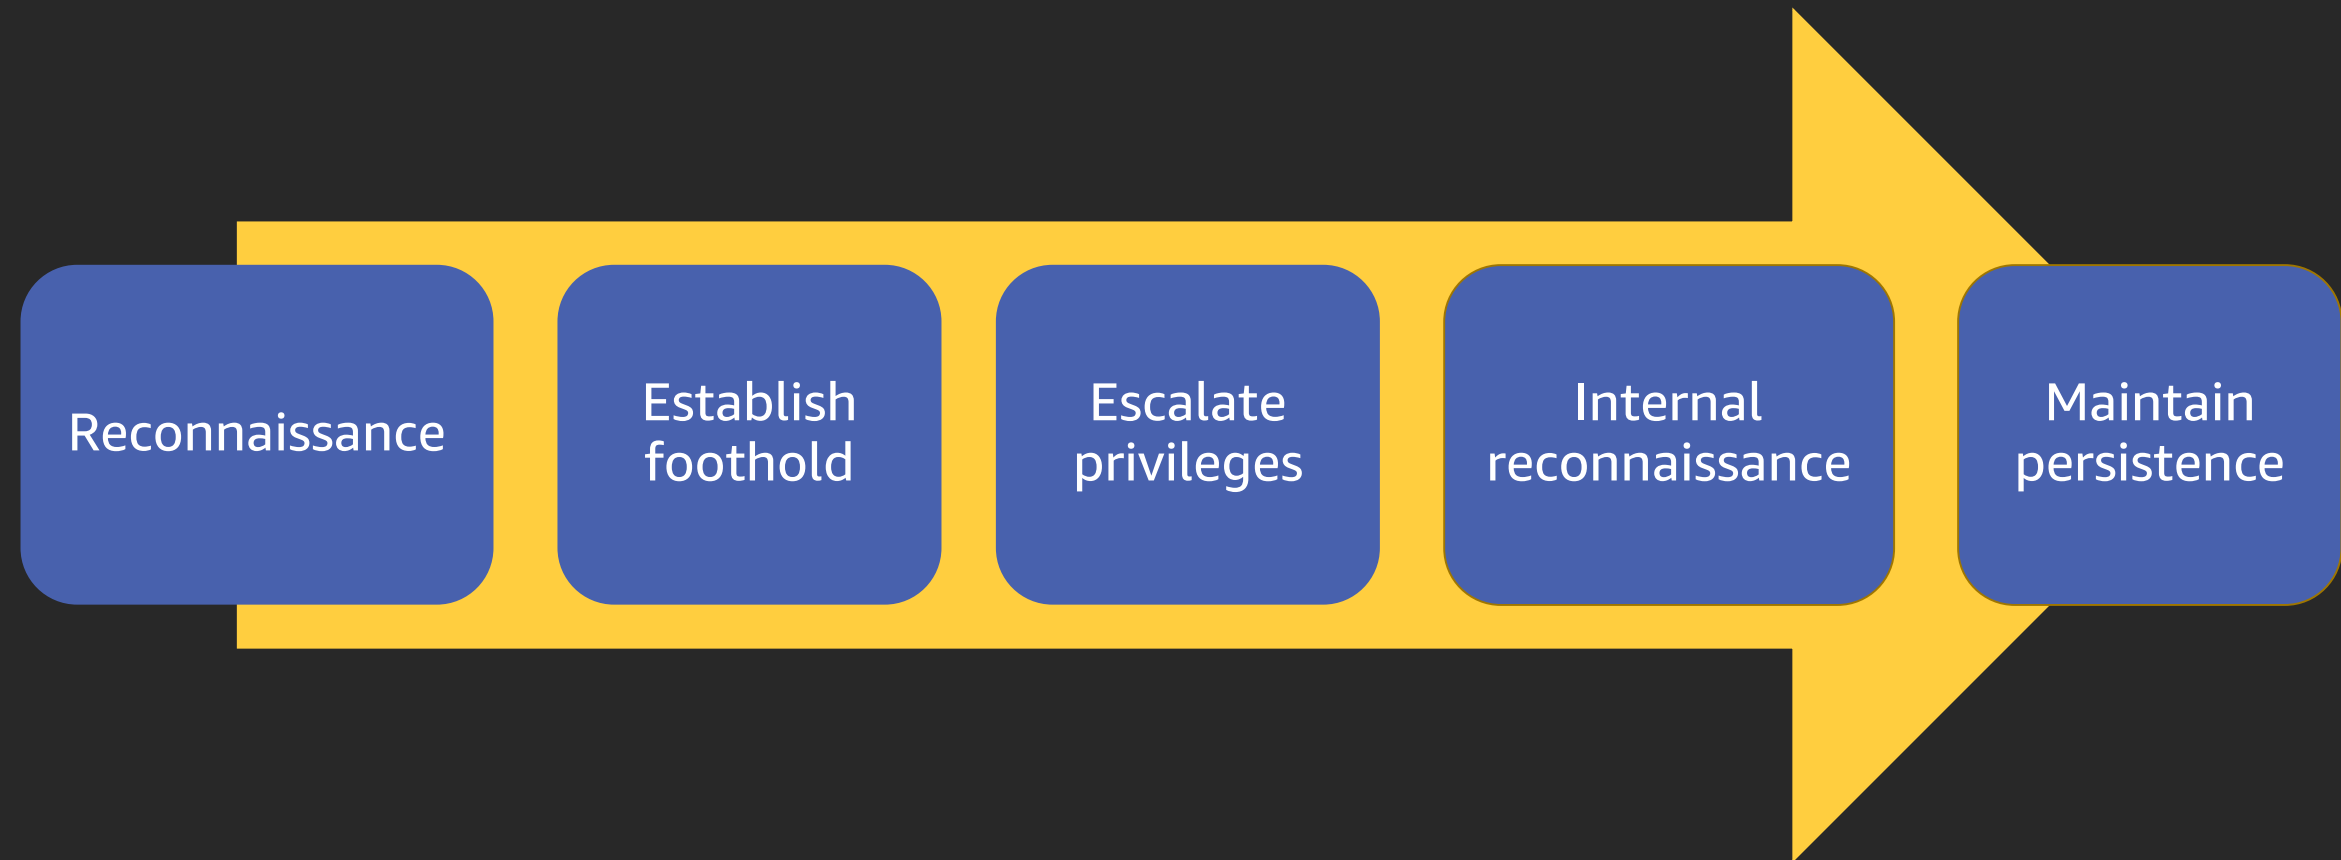 Reconnaissance
Establish
foothold
Escalate
privileges
Internal
reconnaissance
Maintain
persistence